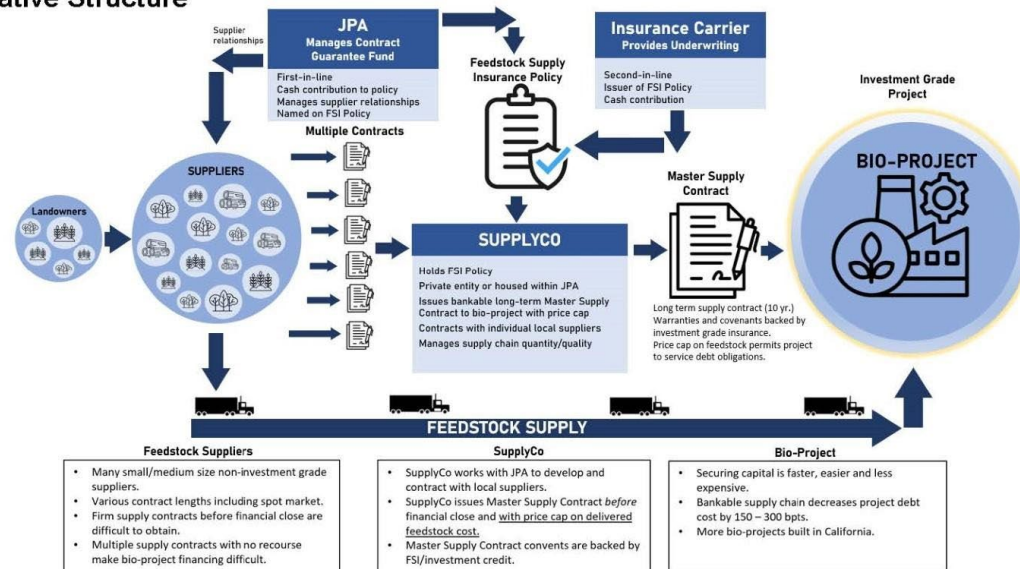 ative Structure
JPA
Manages Contract
Guarantee Fund
First-in-line
Cash contribution to policy
Manages supplier relationships
Named on FSI Policy
Supplier
relationships
Feedstock Supply
Insurance Policy
Insurance Carrier
Provides Underwriting
Second-in-line
Issuer of FSI Policy
Cash contribution
Investment Grade
Project
BIO-PROJECT
Multiple Contracts
SUPPLIERS
Landowners
SUPPLYCO
Holds FSI Policy
Private entity or housed within JPA
Issues bankable long-term Master Supply
Contract to bio-project with price cap
Contracts with individual local suppliers
Manages supply chain quantity/quality
Master Supply
Contract
Long term supply contract (10 yr.)
Warranties and covenants backed by
investment grade insurance.
Price cap on feedstock permits project
to service debt obligations.
FEEDSTOCK SUPPLY
Feedstock Suppliers
• Many small/medium size non-investment grade
suppliers.
• Various contract lengths including spot market.
• Firm supply contracts before financial close are
difficult to obtain.
• Multiple supply contracts with no recourse
make bio-project financing difficult.
SupplyCo
• SupplyCo works with JPA to develop and
contract with local suppliers.
• SupplyCo issues Master Supply Contract before
financial close and with price cap on delivered
feedstock cost.
• Master Supply Contract convents are backed by
FSI/investment credit.
Bio-Project
• Securing capital is faster, easier and less
expensive.
• Bankable supply chain decreases project debt
cost by 150 – 300 bpts.
• More bio-projects built in California.